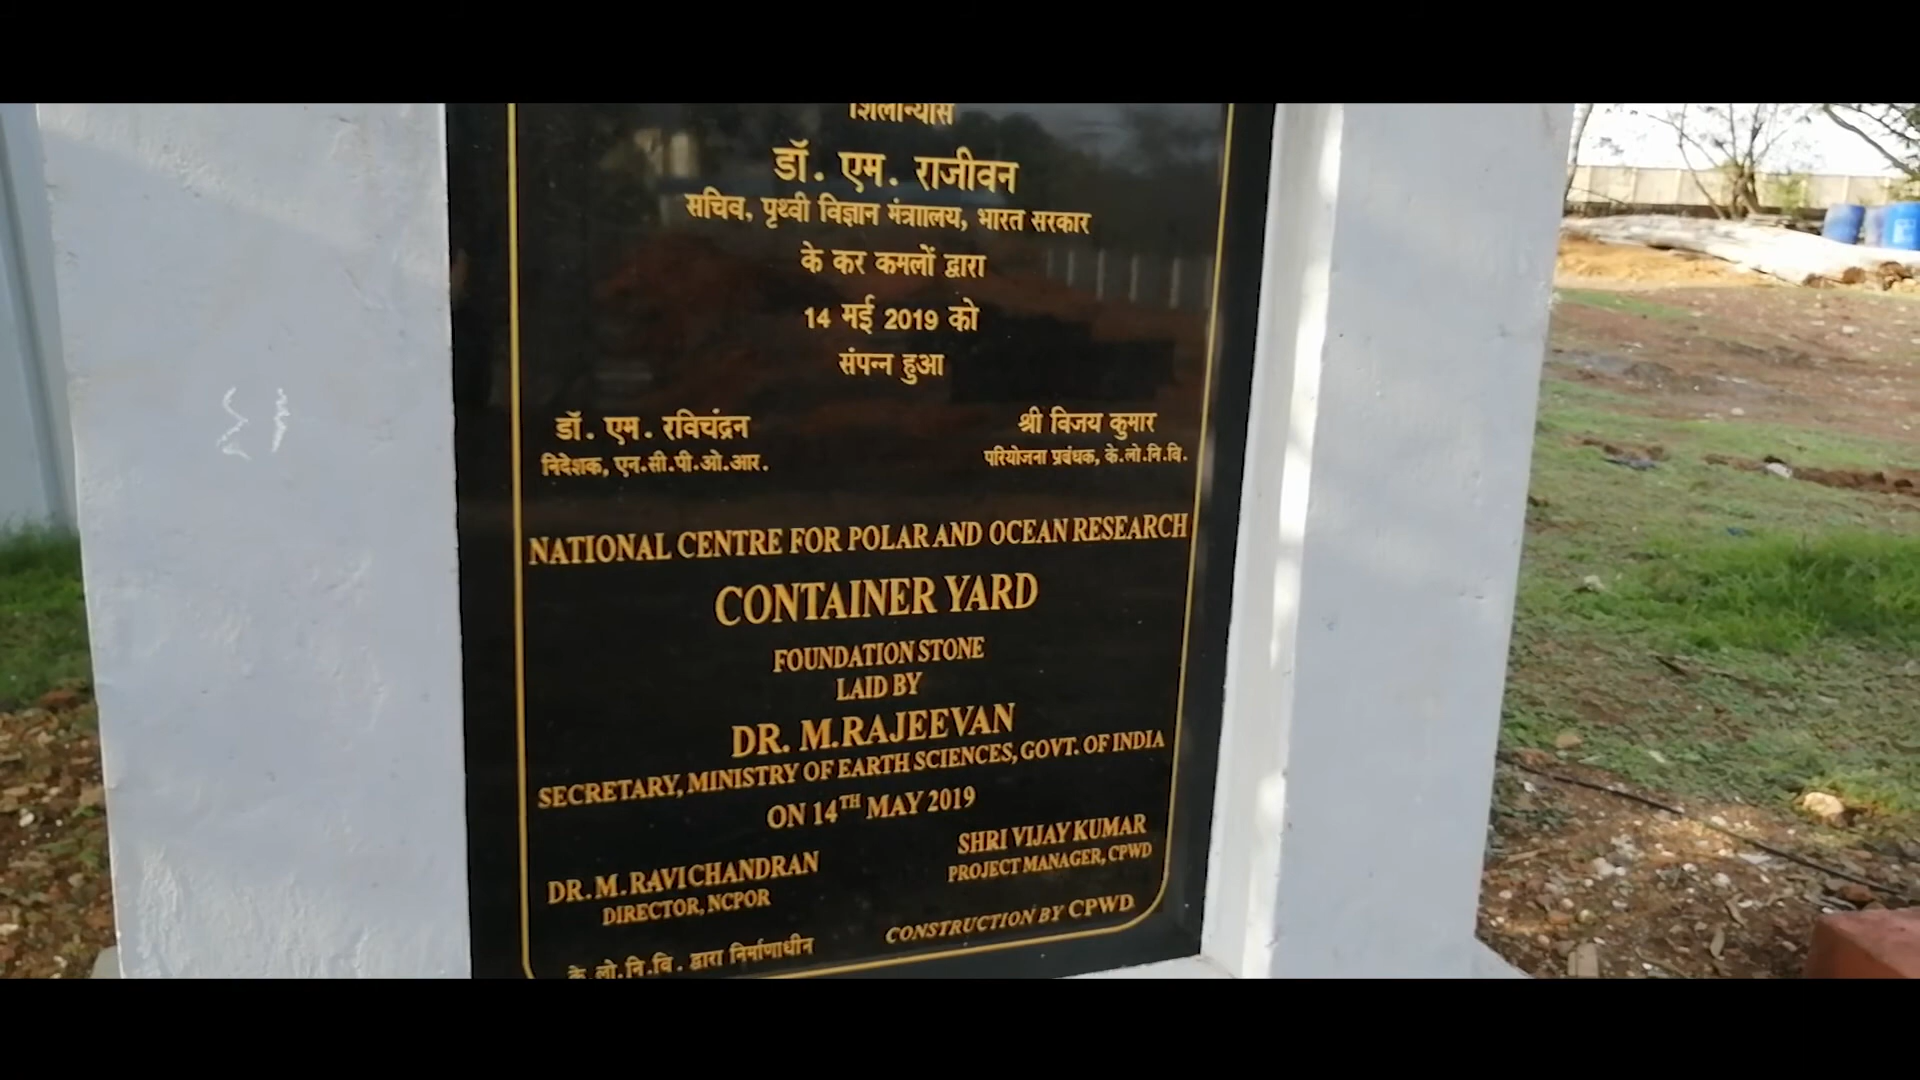 शिलान्यास
डॉ. एम. राजीवन
सचिव, पृथ्वी विज्ञान मंत्राालय, भारत सरकार
के कर कमलों द्वारा
14 मई 2019 को
संपन्न हुआ
डॉ. एम. रविचंद्रन
निदेशक, एन.सी.पी.ओ.आर.
श्री विजय कुमार
परियोजना प्रबंधक, के.लो.नि.वि.
NATIONAL CENTRE FOR POLAR AND OCEAN RESEARCH
CONTAINER YARD
FOUNDATION STONE
LAID BY
DR. M.RAJEEVAN
SECRETARY, MINISTRY OF EARTH SCIENCES, GOVT. OF INDIA
ON 14TH MAY 2019
DR. M. RAVICHANDRAN
DIRECTOR, NCPOR
SHRI VIJAY KUMAR
PROJECT MANAGER, CPWD
के.लो.नि.वि. द्वारा निर्माणाधीन
CONSTRUCTION BY CPWD